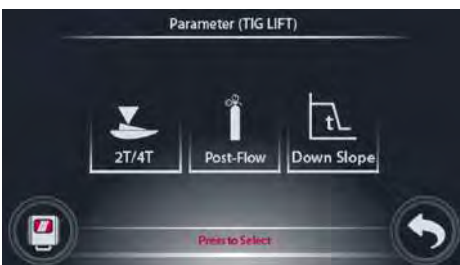 Parameter (TIG LIFT)
t
2T/4T
Post-Flow
Down Slope
Press to Select